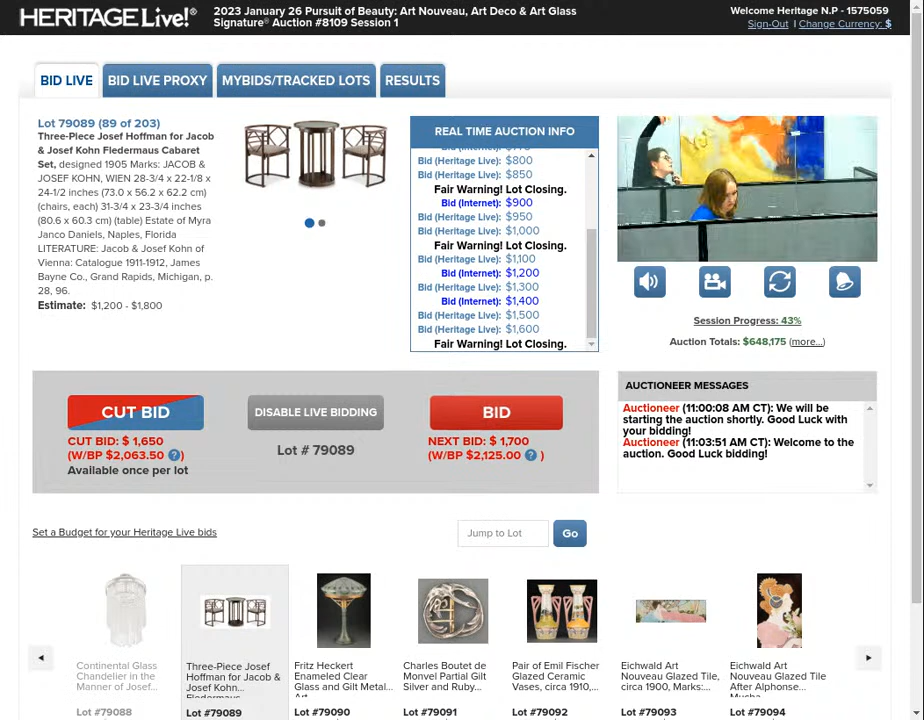 HERITAGE Live!®
2023 January 26 Pursuit of Beauty: Art Nouveau, Art Deco & Art Glass
Signature® Auction #8109 Session 1
Welcome Heritage N.P - 1575059
Sign-Out | Change Currency: $
BID LIVE
BID LIVE PROXY
MYBIDS/TRACKED LOTS
RESULTS
Lot 79089 (89 of 203)
Three-Piece Josef Hoffman for Jacob
& Josef Kohn Fledermaus Cabaret
Set, designed 1905 Marks: JACOB &
JOSEF KOHN, WIEN 28-3/4 x 22-1/8 x
24-1/2 inches (73.0 x 56.2 x 62.2 cm)
(chairs, each) 31-3/4 x 23-3/4 inches
(80.6 x 60.3 cm) (table) Estate of Myra
Janco Daniels, Naples, Florida
LITERATURE: Jacob & Josef Kohn of
Vienna: Catalogue 1911-1912, James
Bayne Co., Grand Rapids, Michigan, p.
28, 96.
Estimate: $1,200 - $1,800
REAL TIME AUCTION INFO
Bid (Heritage Live): $800
Bid (Heritage Live): $850
Fair Warning! Lot Closing.
Bid (Internet): $900
Bid (Heritage Live): $950
Bid (Heritage Live): $1,000
Fair Warning! Lot Closing.
Bid (Heritage Live): $1,100
Bid (Internet): $1,200
Bid (Heritage Live): $1,300
Bid (Internet): $1,400
Bid (Heritage Live): $1,500
Bid (Heritage Live): $1,600
Fair Warning! Lot Closing.
Session Progress: 43%
Auction Totals: $648,175 (more...)
CUT BID
CUT BID: $ 1,650
(W/BP $2,063.50 ? )
Available once per lot
DISABLE LIVE BIDDING
Lot # 79089
BID
NEXT BID: $ 1,700
(W/BP $2,125.00 ? )
AUCTIONEER MESSAGES
Auctioneer (11:00:08 AM CT): We will be
starting the auction shortly. Good Luck with
your bidding!
Auctioneer (11:03:51 AM CT): Welcome to the
auction. Good Luck bidding!
Set a Budget for your Heritage Live bids
Jump to Lot
Go
Continental Glass
Chandelier in the
Manner of Josef...
Lot #79088
Three-Piece Josef
Hoffman for Jacob &
Josef Kohn...
Lot #79089
Fritz Heckert
Enameled Clear
Glass and Gilt Metal...
Lot #79090
Charles Boutet de
Monvel Partial Gilt
Silver and Ruby...
Lot #79091
Pair of Emil Fischer
Glazed Ceramic
Vases, circa 1910,...
Lot #79092
Eichwald Art
Nouveau Glazed Tile,
circa 1900, Marks:...
Lot #79093
Eichwald Art
Nouveau Glazed Tile
After Alphonse...
Lot #79094